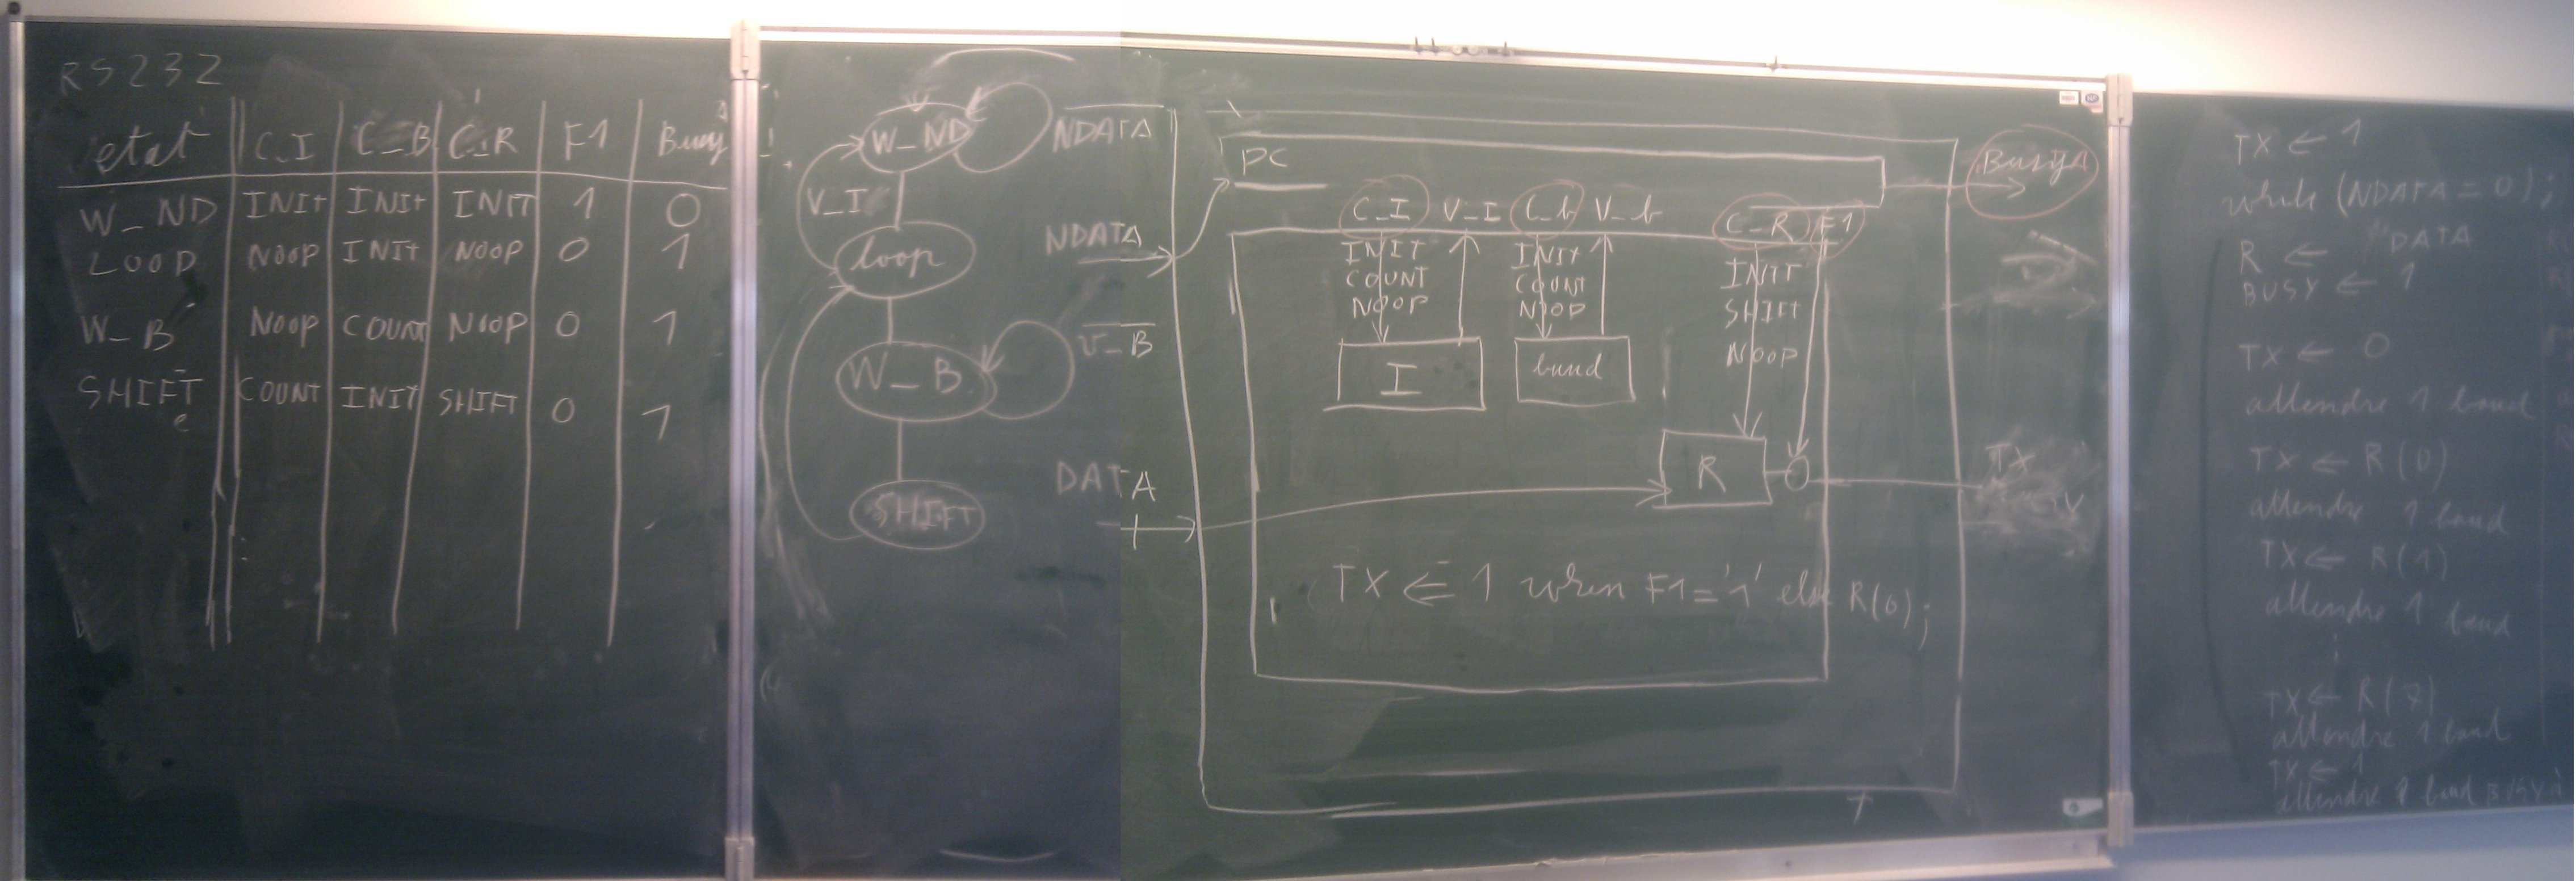 RS232
etat C_I C_B C_R F1 Busy
W_ND INIT INIT INIT 1 0
LOOP NOOP INIT NOOP 0 1
W_B NOOP COUNT NOOP 0 1
SHIFT COUNT INIT SHIFT 0 1
W_ND
NDATA
V_I
loop
W_B
V_B
SHIFT
NDATA
DATA
PC
C_I V_I C_b V_b C_R F1
INIT INIT INIT
COUNT COUNT SHIFT
NOOP NOOP NOOP
I baud
R
TX ⇐ 1 when F1='1' else R(0);
Busy
TX
TX ← 1
while (NDATA = 0);
R ← DATA
BUSY ← 1
TX ← 0
attendre 1 baud
TX ← R(0)
attendre 1 baud
TX ← R(1)
attendre 1 baud
⋮
TX ← R(7)
attendre 1 baud
TX ← 1
attendre 1 baud